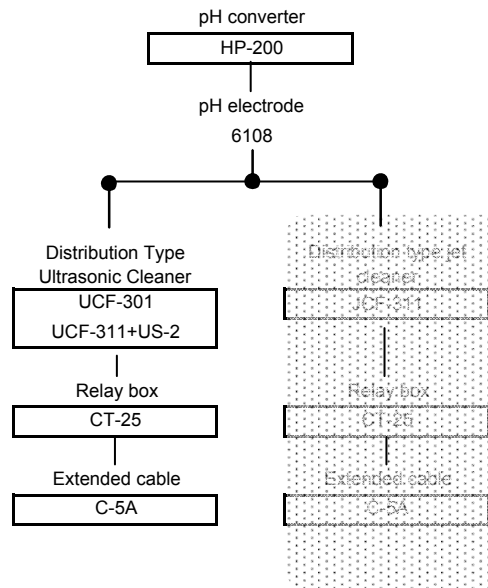 pH converter
HP-200
pH electrode
6108
Distribution Type
Ultrasonic Cleaner
UCF-301
UCF-311+US-2
Relay box
CT-25
Extended cable
C-5A
Distribution type jet
cleaner
JCF-311
Relay box
CT-25
Extended cable
C-5A